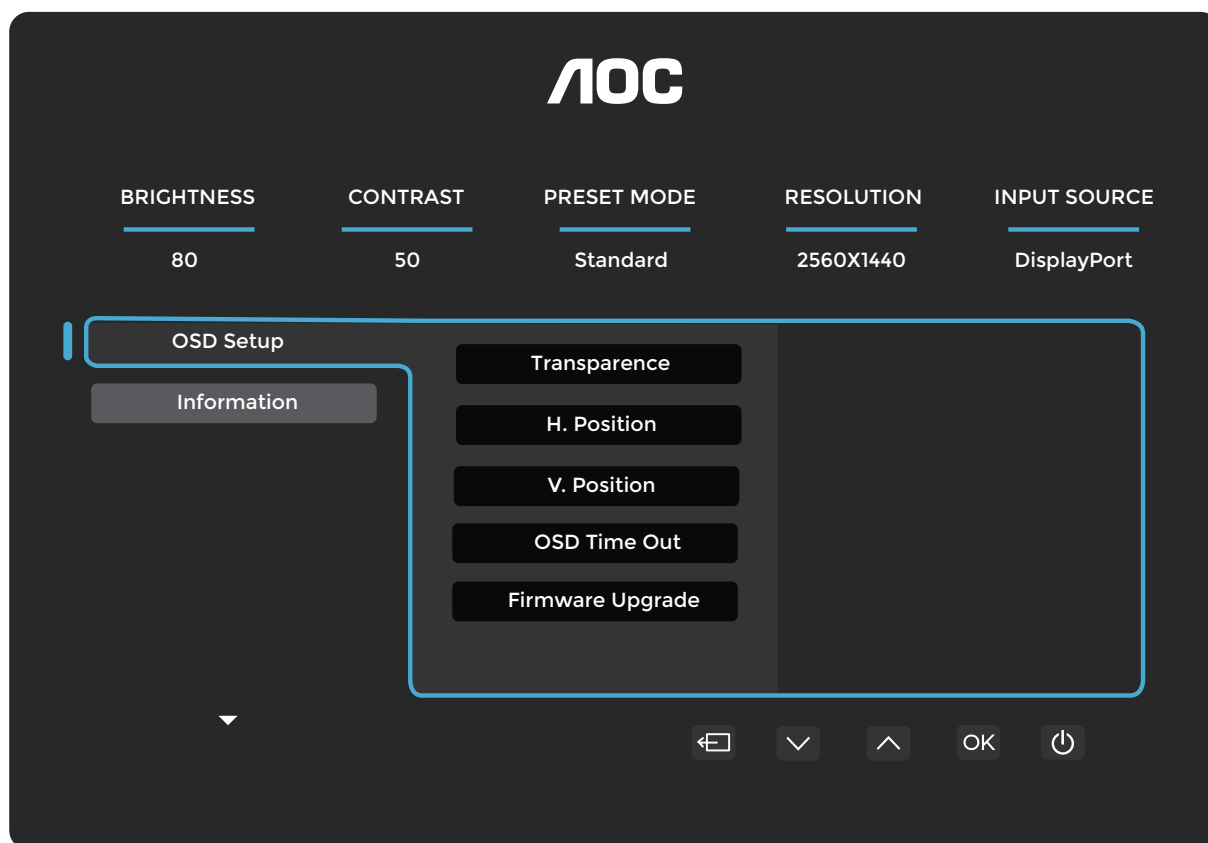 AOC
BRIGHTNESS CONTRAST PRESET MODE RESOLUTION INPUT SOURCE
80 50 Standard 2560X1440 DisplayPort
OSD Setup
Information
Transparence
H. Position
V. Position
OSD Time Out
Firmware Upgrade
OK